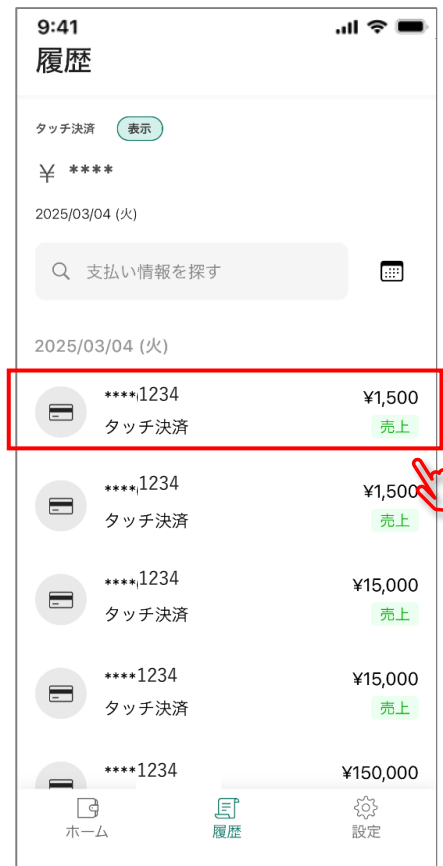 9:41
履歴
タッチ決済 表示
¥ ****
2025/03/04 (火)
支払い情報を探す
2025/03/04 (火)
****1234 ¥1,500
タッチ決済 売上
****1234 ¥1,500
タッチ決済 売上
****1234 ¥15,000
タッチ決済 売上
****1234 ¥15,000
タッチ決済 売上
****1234 ¥150,000
ホーム 履歴 設定